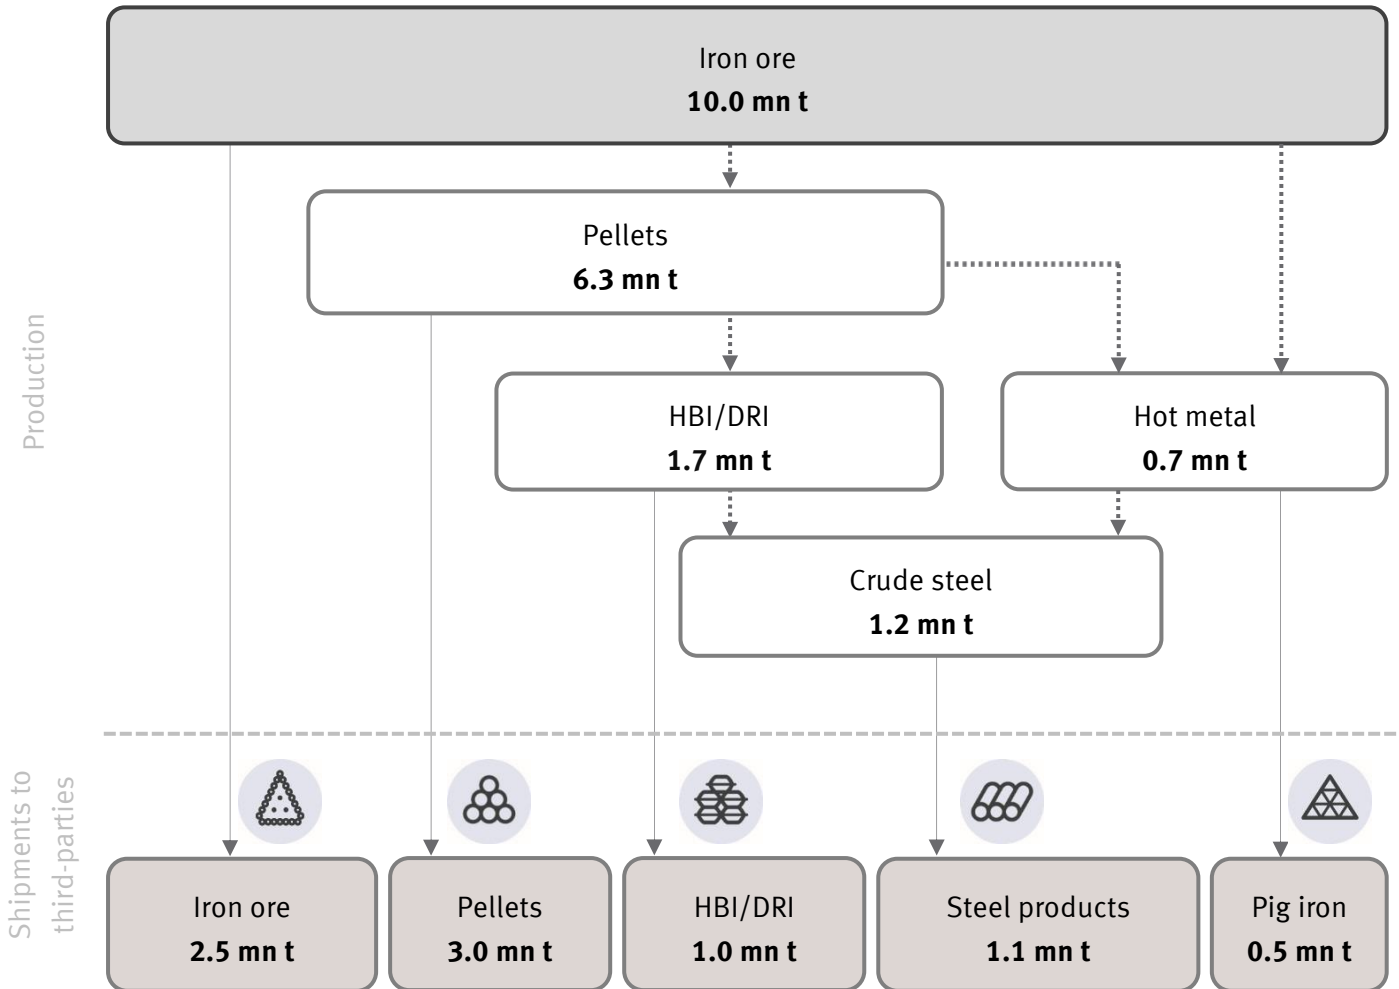 Iron ore
10.0 mn t
Pellets
6.3 mn t
Production
HBI/DRI
1.7 mn t
Hot metal
0.7 mn t
Crude steel
1.2 mn t
Shipments to
third-parties
Iron ore
2.5 mn t
Pellets
3.0 mn t
HBI/DRI
1.0 mn t
Steel products
1.1 mn t
Pig iron
0.5 mn t